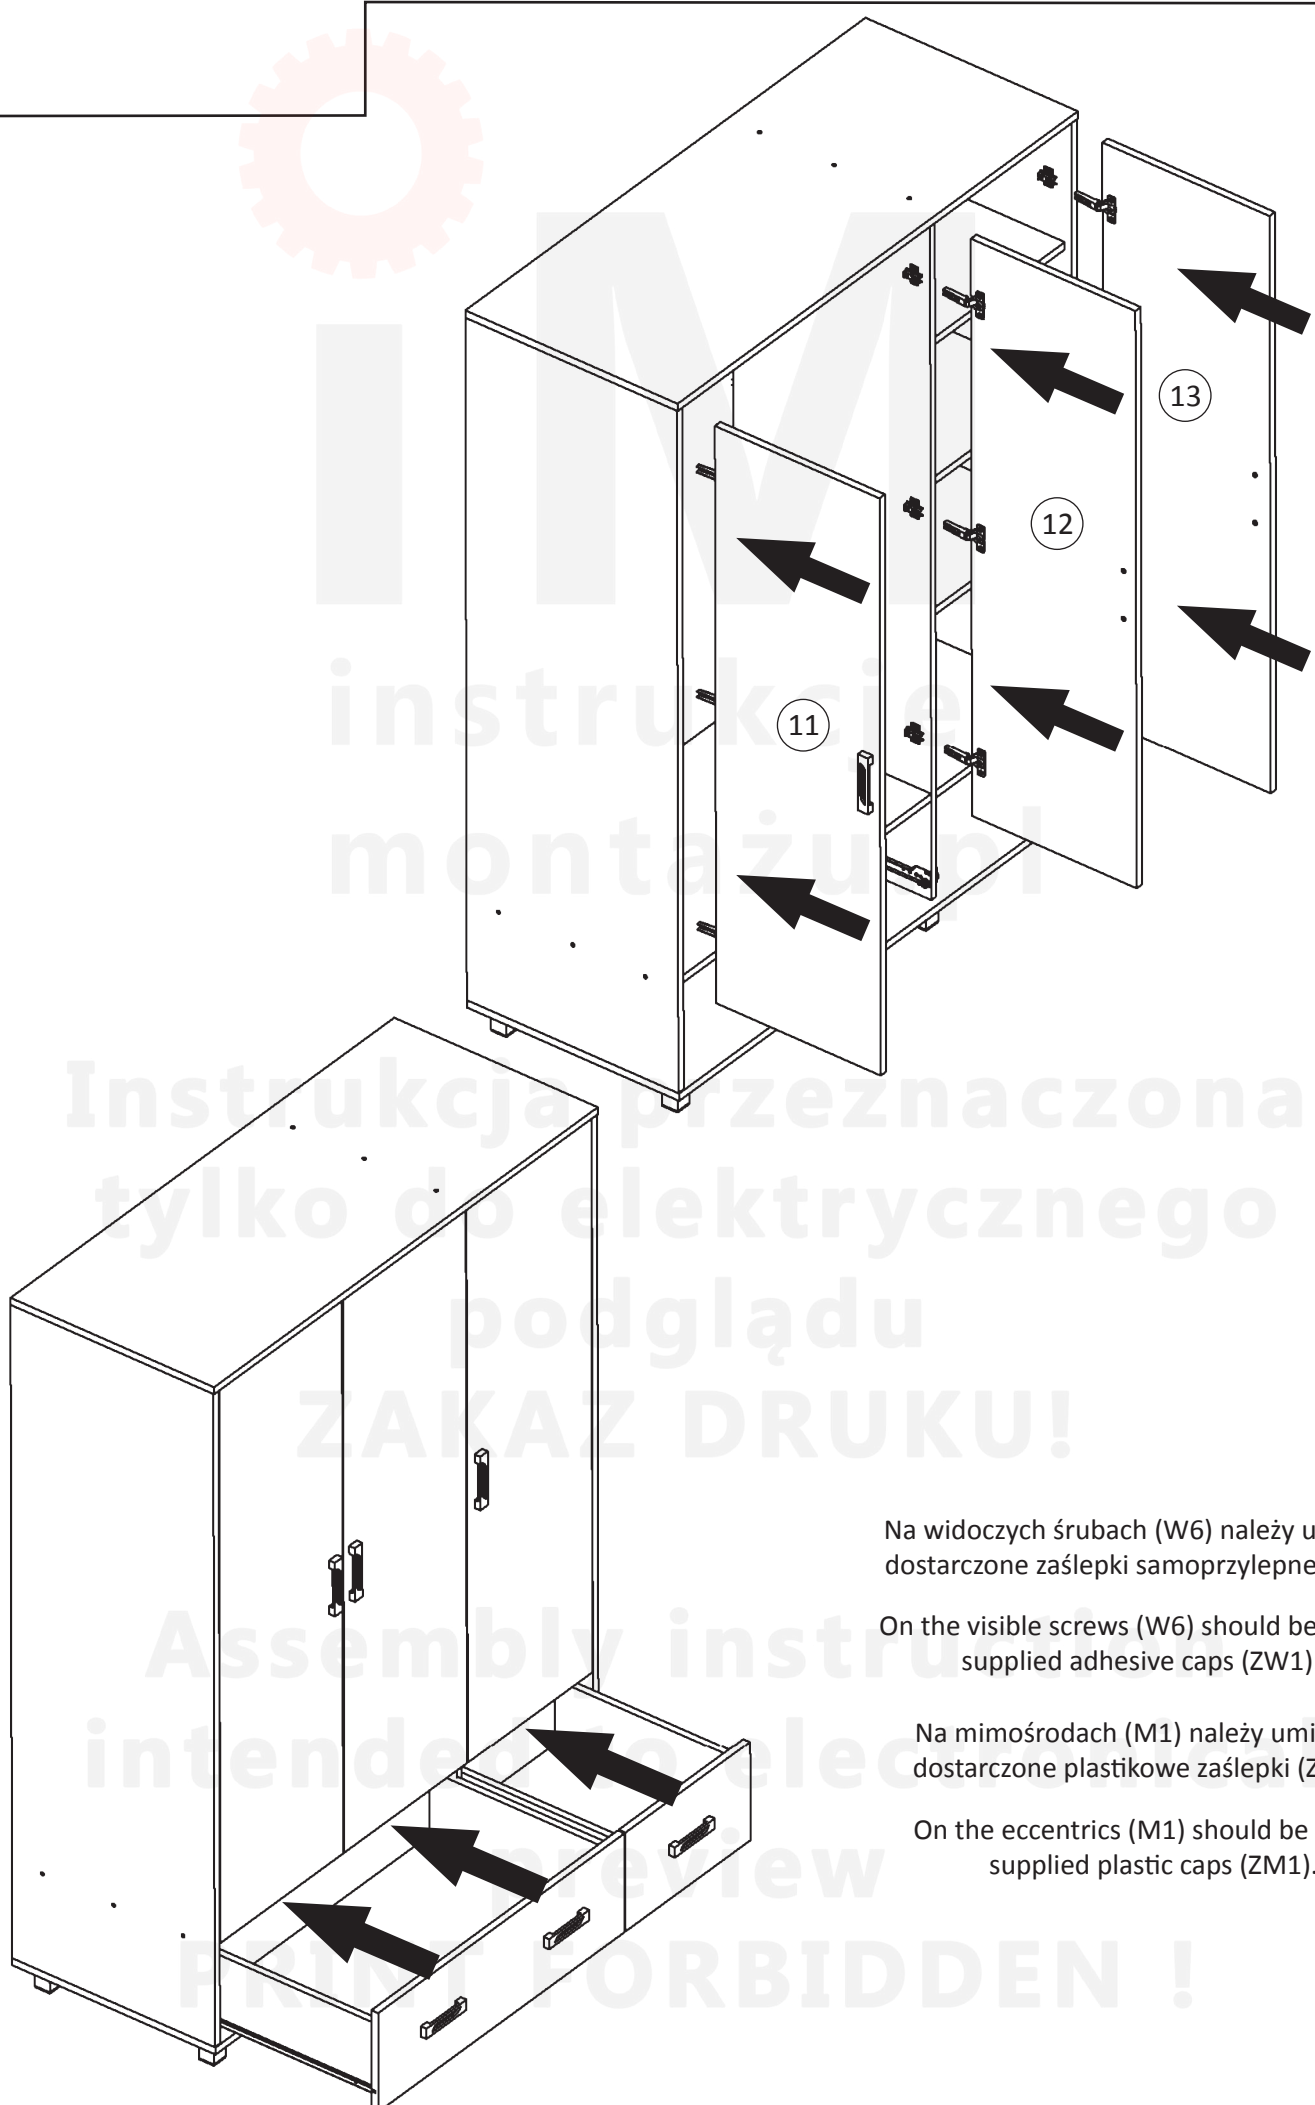 13
12
11
iM
instrukcje
montażu.pl
Instrukcja przeznaczona
tylko do elektrycznego
podglądu
ZAKAZ DRUKU!
Na widoczych śrubach (W6) należy
dostarczone zaślepki samoprzylepne
Assembly instruction
On the visible screws (W6) should be
supplied adhesive caps (ZW1)
intended to electronical
Na mimośrodach (M1) należy
dostarczone plastikowe zaślepki
preview
On the eccentrics (M1) should be
supplied plastic caps (ZM1).
PRINT FORBIDDEN !